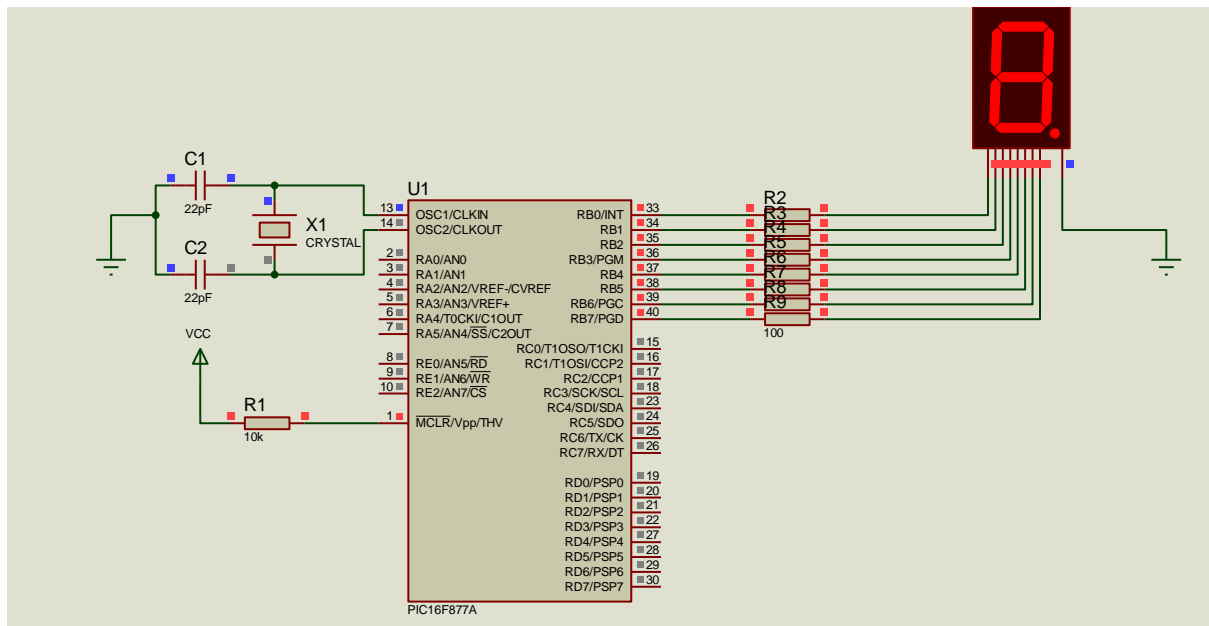 C1
22pF
X1
CRYSTAL
C2
22pF
VCC
R1
10k
U1
13 OSC1/CLKIN
14 OSC2/CLKOUT
2 RA0/AN0
3 RA1/AN1
4 RA2/AN2/VREF-/CVREF
5 RA3/AN3/VREF+
6 RA4/T0CKI/C1OUT
7 RA5/AN4/SS/C2OUT
8 RE0/AN5/RD
9 RE1/AN6/WR
10 RE2/AN7/CS
1 MCLR/Vpp/THV
RB0/INT 33
RB1 34
RB2 35
RB3/PGM 36
RB4 37
RB5 38
RB6/PGC 39
RB7/PGD 40
RC0/T1OSO/T1CKI 15
RC1/T1OSI/CCP2 16
RC2/CCP1 17
RC3/SCK/SCL 18
RC4/SDI/SDA 23
RC5/SDO 24
RC6/TX/CK 25
RC7/RX/DT 26
RD0/PSP0 19
RD1/PSP1 20
RD2/PSP2 21
RD3/PSP3 22
RD4/PSP4 27
RD5/PSP5 28
RD6/PSP6 29
RD7/PSP7 30
PIC16F877A
R2
R3
R4
R5
R6
R7
R8
R9
100
8.